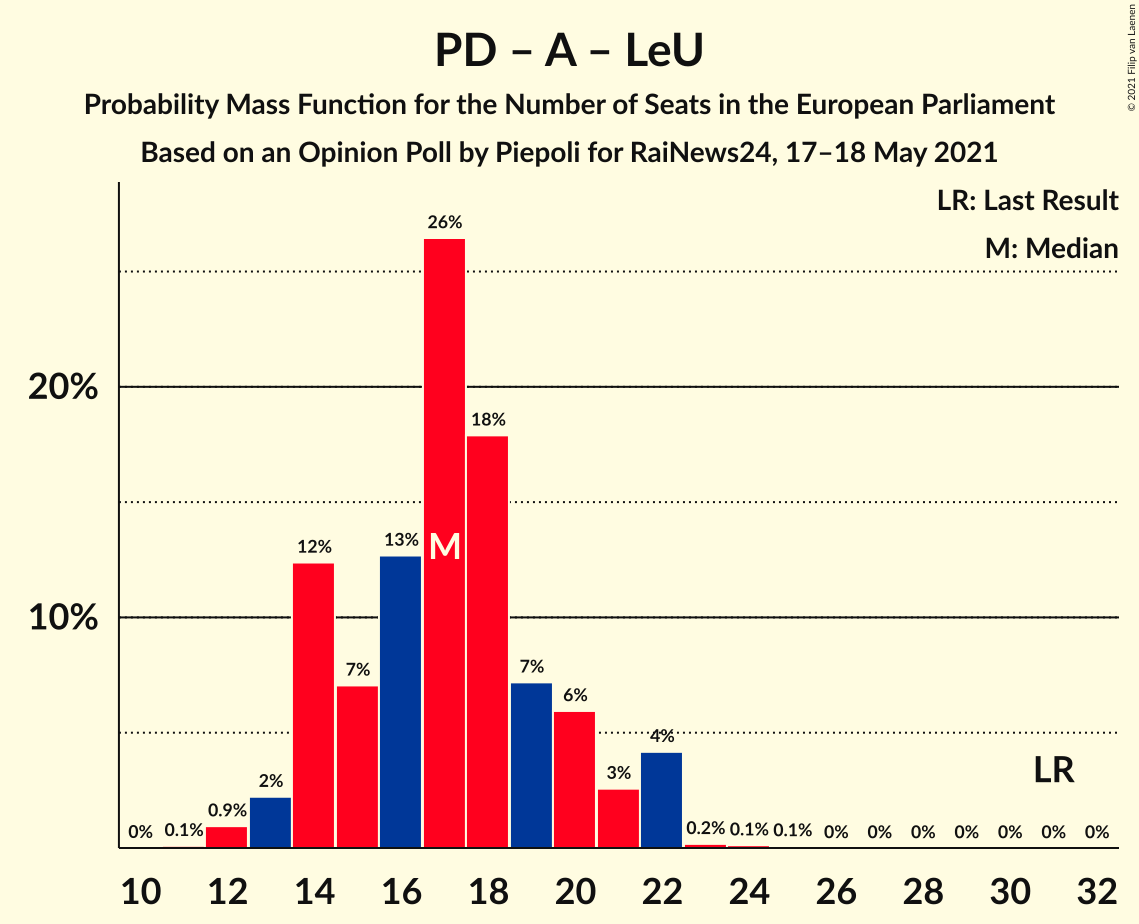 PD – A – LeU
Probability Mass Function for the Number of Seats in the European Parliament
Based on an Opinion Poll by Piepoli for RaiNews24, 17–18 May 2021
© 2021 Filip van Laenen
LR: Last Result
M: Median
26%
20%
18%
13%
M
12%
10%
7%
7%
6%
4%
3%
LR
2%
0.9%
0% 0.1% 0.2% 0.1% 0.1% 0% 0% 0% 0% 0% 0% 0%
10 12 14 16 18 20 22 24 26 28 30 32